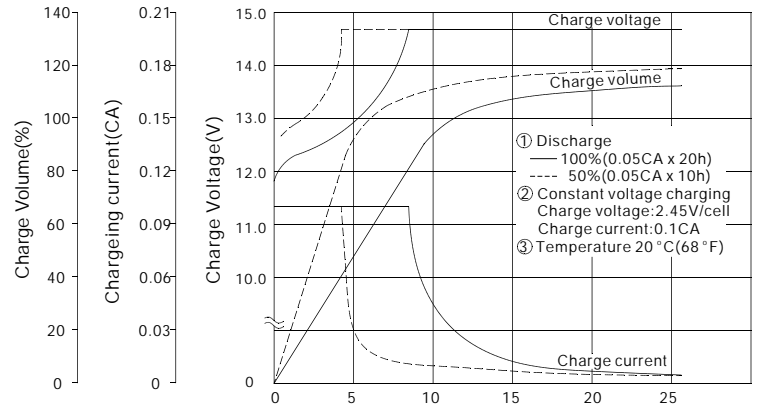 Charge Volume(%)
140
120
100
80
60
40
20
0
Chargeing current(CA)
0.21
0.18
0.15
0.12
0.09
0.06
0.03
0
Charge Voltage(V)
15.0
14.0
13.0
12.0
11.0
10.0
0
Charge voltage
Charge volume
① Discharge
100%(0.05CA x 20h)
50%(0.05CA x 10h)
② Constant voltage charging
Charge voltage:2.45V/cell
Charge current:0.1CA
③ Temperature 20 °C(68 °F)
Charge current
0 5 10 15 20 25